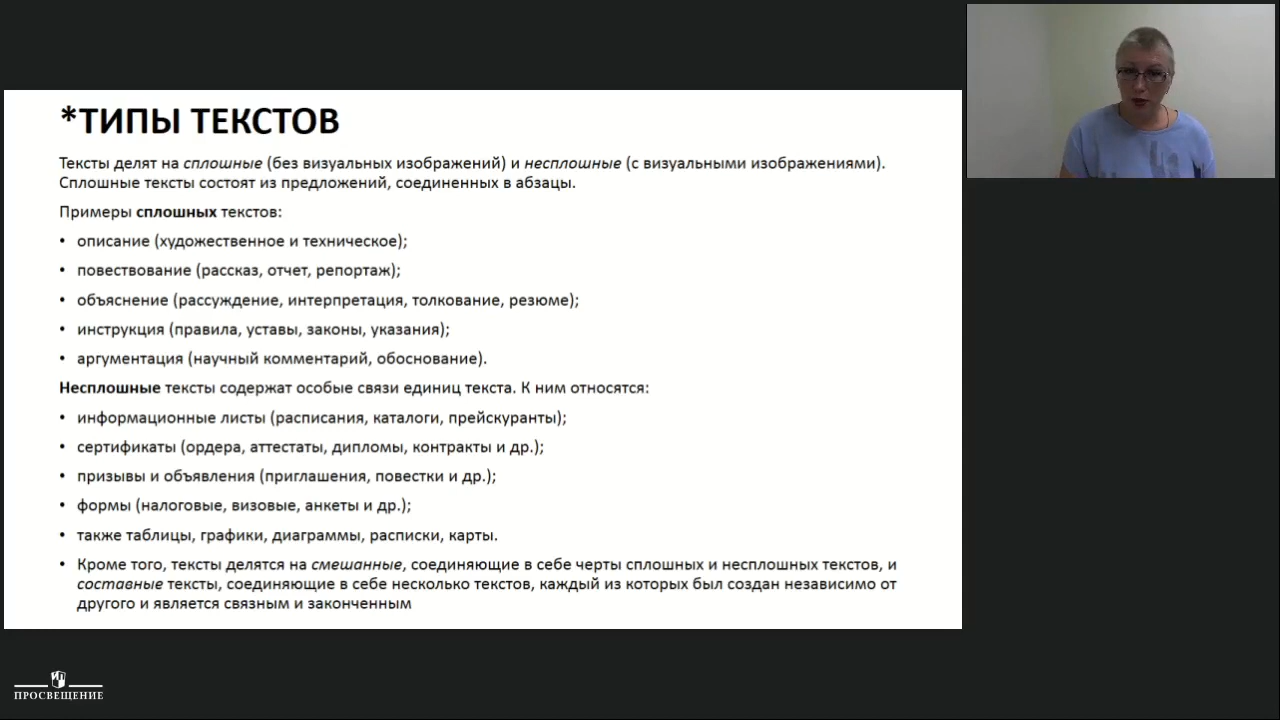 *ТИПЫ ТЕКСТОВ
Тексты делят на сплошные (без визуальных изображений) и несплошные (с визуальными изображениями).
Сплошные тексты состоят из предложений, соединенных в абзацы.
Примеры сплошных текстов:
• описание (художественное и техническое);
• повествование (рассказ, отчет, репортаж);
• объяснение (рассуждение, интерпретация, толкование, резюме);
• инструкция (правила, уставы, законы, указания);
• аргументация (научный комментарий, обоснование).
Несплошные тексты содержат особые связи единиц текста. К ним относятся:
• информационные листы (расписания, каталоги, прейскуранты);
• сертификаты (ордера, аттестаты, дипломы, контракты и др.);
• призывы и объявления (приглашения, повестки и др.);
• формы (налоговые, визовые, анкеты и др.);
• также таблицы, графики, диаграммы, расписки, карты.
• Кроме того, тексты делятся на смешанные, соединяющие в себе черты сплошных и несплошных текстов, и
составные тексты, соединяющие в себе несколько текстов, каждый из которых был создан независимо от
другого и является связным и законченным
ПРОСВЕЩЕНИЕ